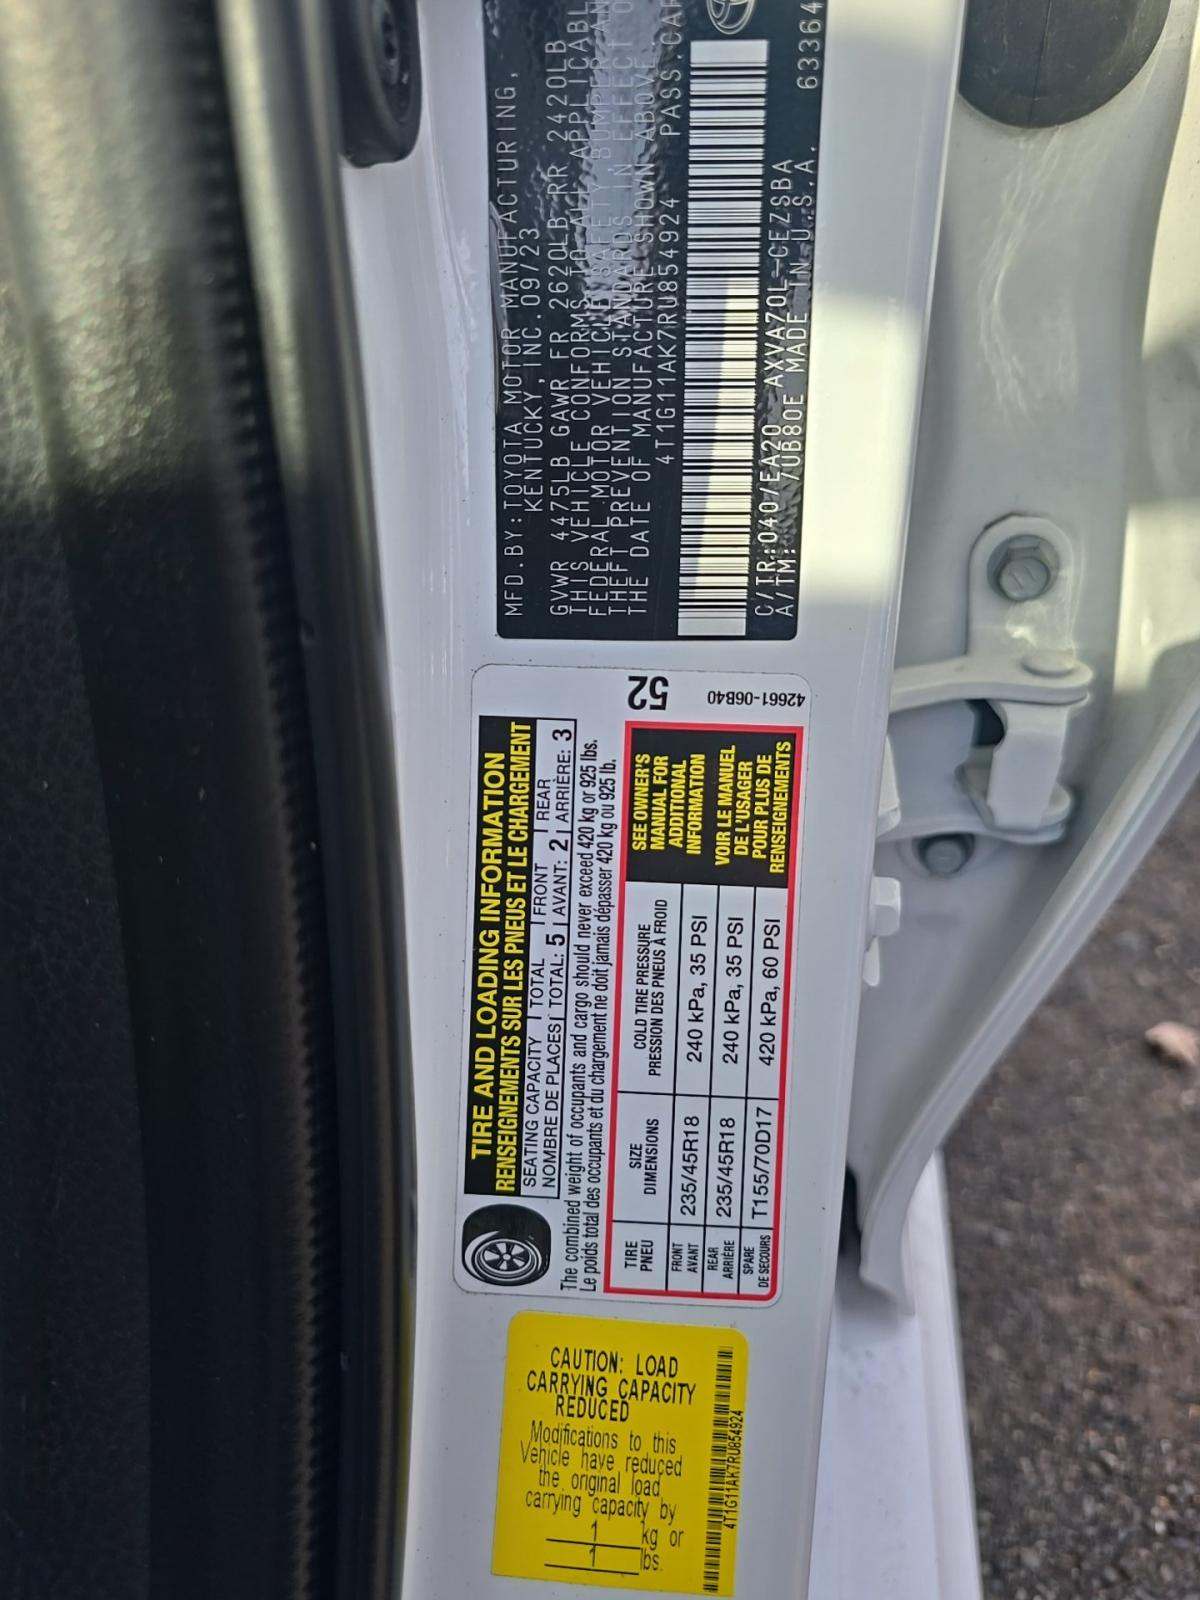 MFD.BY:TOYOTA MOTOR MANUFACTURING,
KENTUCKY, INC. 09/23
GVWR 4475LB GAWR FR 2620LB RR 2420LB
THIS VEHICLE CONFORMS TO ALL APPLICABL
FEDERAL MOTOR VEHICLE SAFETY, BUMPER, AN
THEFT PREVENTION STANDARDS IN EFFECT O
THE DATE OF MANUFACTURE SHOWN ABOVE.
4T1G11AK7RU854924 PASS.CAR
C/TR:040/EA20 AXVA70L-CEZSBA
A/TM: /UB80E MADE IN U.S.A.
63364
TIRE AND LOADING INFORMATION
RENSEIGNEMENTS SUR LES PNEUS ET LE CHARGEMENT
SEATING CAPACITY TOTAL FRONT REAR
NOMBRE DE PLACES TOTAL: 5 AVANT: 2 ARRIÈRE: 3
The combined weight of occupants and cargo should never exceed 420 kg or 925 lbs.
Le poids total des occupants et du chargement ne doit jamais dépasser 420 kg ou 925 lb.
TIRE
PNEU
SIZE
DIMENSIONS
COLD TIRE PRESSURE
PRESSION DES PNEUS À FROID
FRONT
AVANT
235/45R18
240 kPa, 35 PSI
REAR
ARRIÈRE
235/45R18
240 kPa, 35 PSI
SPARE
DE SECOURS
T155/70D17
420 kPa, 60 PSI
SEE OWNER'S
MANUAL FOR
ADDITIONAL
INFORMATION
VOIR LE MANUEL
DE L'USAGER
POUR PLUS DE
RENSEIGNEMENTS
52
42661-06B40
CAUTION: LOAD
CARRYING CAPACITY
REDUCED
Modifications to this
Vehicle have reduced
the original load
carrying capacity by
1 kg or
1 lbs.
4T1G11AK7RU854924